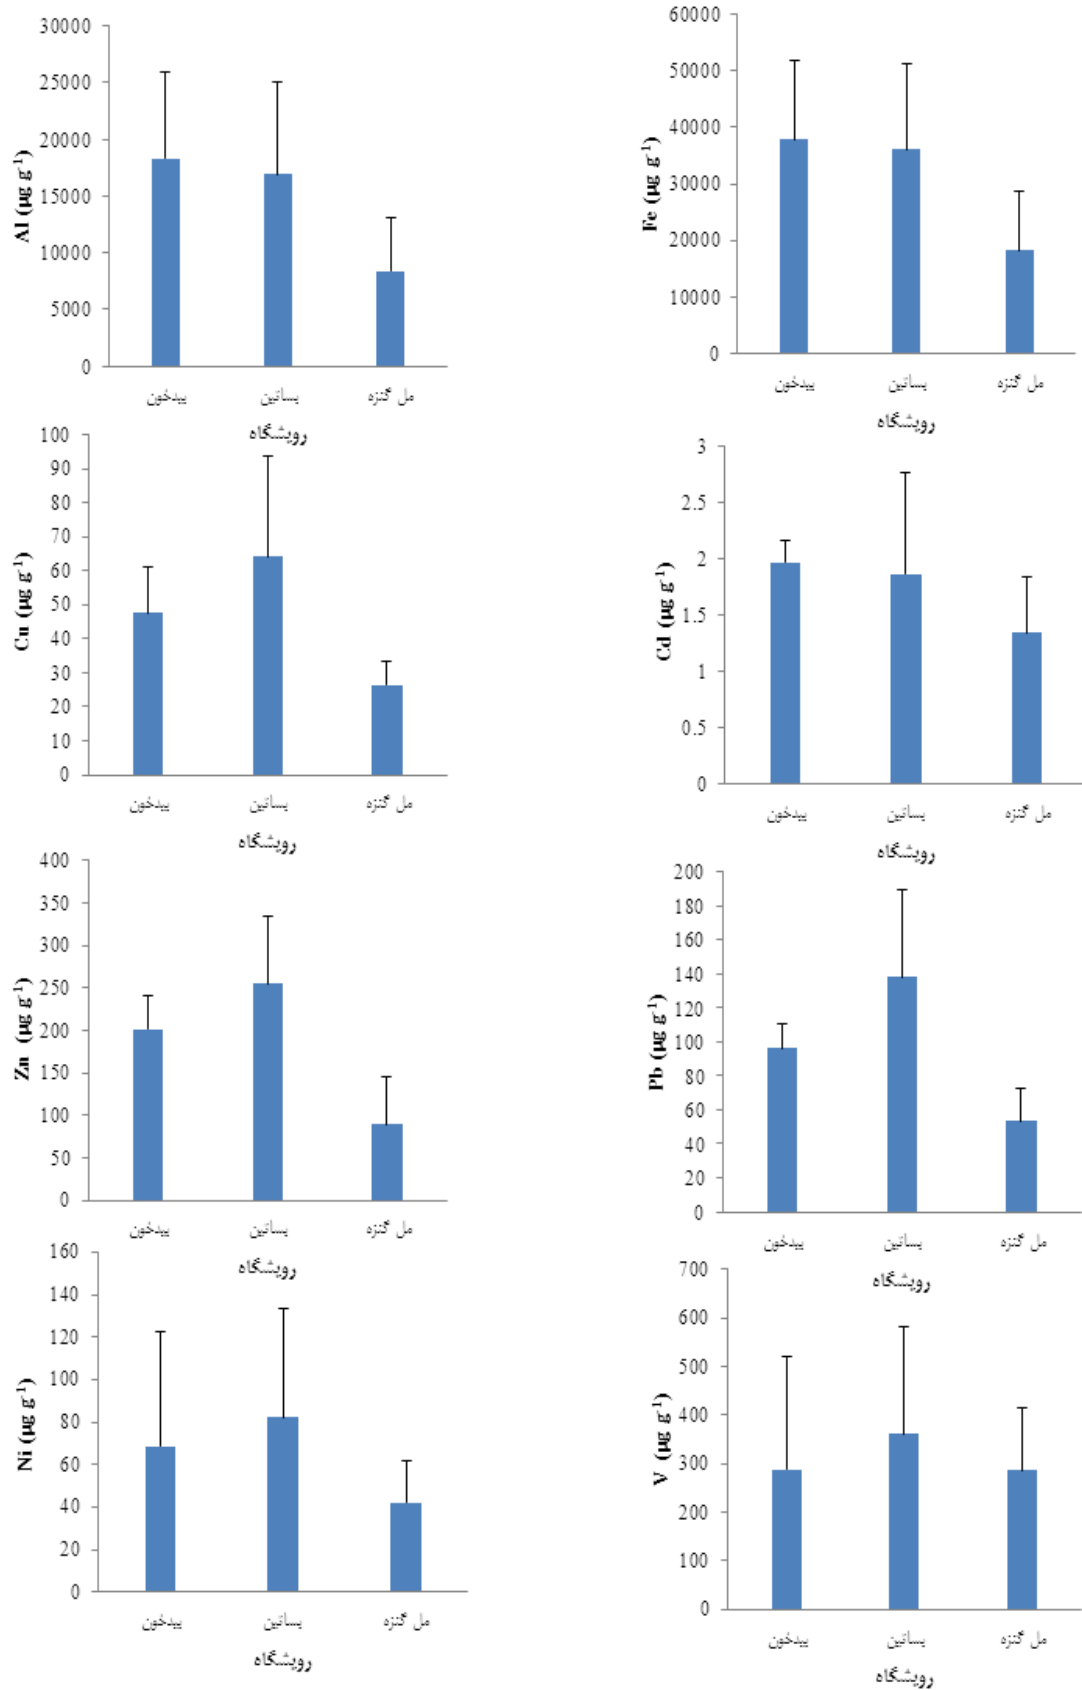 30000
25000
20000
15000
10000
5000
0
Al (µg g-1)
بیدخون بساتین مل گنزه
رویشگاه
60000
50000
40000
30000
20000
10000
0
Fe (µg g-1)
بیدخون بساتین مل گنزه
رویشگاه
100
90
80
70
60
50
40
30
20
10
0
Cu (µg g-1)
بیدخون بساتین مل گنزه
رویشگاه
3
2.5
2
1.5
1
0.5
0
Cd (µg g-1)
بیدخون بساتین مل گنزه
رویشگاه
400
350
300
250
200
150
100
50
0
Zn (µg g-1)
بیدخون بساتین مل گنزه
رویشگاه
200
180
160
140
120
100
80
60
40
20
0
Pb (µg g-1)
بیدخون بساتین مل گنزه
رویشگاه
160
140
120
100
80
60
40
20
0
Ni (µg g-1)
بیدخون بساتین مل گنزه
رویشگاه
700
600
500
400
300
200
100
0
V (µg g-1)
بیدخون بساتین مل گنزه
رویشگاه